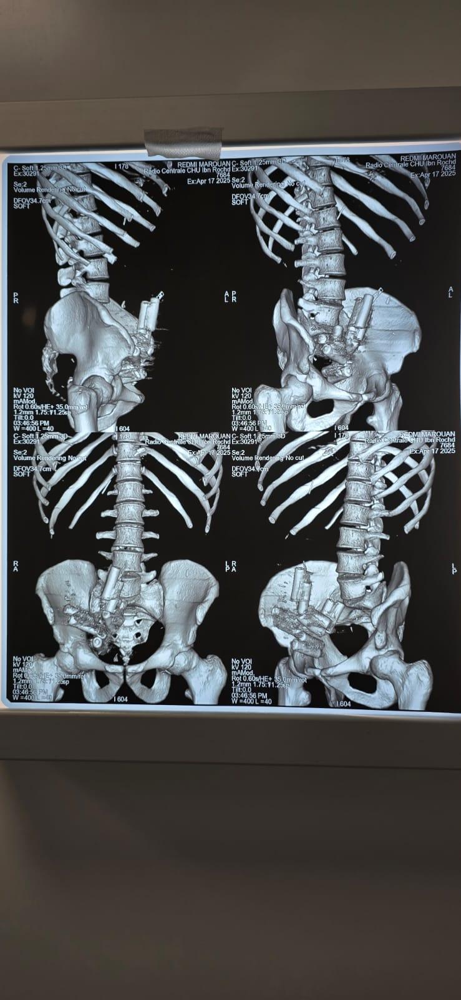 C- Soft 1.25mm 3D
Ex:30291
Se:2
Volume Rendering No cut
DFOV34.7cm
SOFT
I 178
REDMI MAROUAN
Radio Centrale CHU Ibn Rochd
7684
Ex:Apr 17 2025
P
R
A
L
No VOI
kV 120
mAMod.
Rot 0.60s/HE+ 35.0mm/rot
1.2mm 1.75:1/1.25sp
Tilt:0.0
03:46:56 PM
W =400 L =40
I 604
C- Soft 1.25mm 3D
Ex:30291
Se:2
Volume Rendering No cut
DFOV34.7cm
SOFT
I 178
REDMI MAROUAN
Radio Centrale CHU Ibn Rochd
7684
Ex:Apr 17 2025
P
R
A
L
No VOI
kV 120
mAMod.
Rot 0.60s/HE+ 35.0mm/rot
1.2mm 1.75:1/1.25sp
Tilt:0.0
03:46:56 PM
W =400 L =40
I 604
C- Soft 1.25mm 3D
Ex:30291
Se:2
Volume Rendering No cut
DFOV34.7cm
SOFT
I 178
REDMI MAROUAN
Radio Centrale CHU Ibn Rochd
7684
Ex:Apr 17 2025
R
A
L
P
No VOI
kV 120
mAMod.
Rot 0.60s/HE+ 35.0mm/rot
1.2mm 1.75:1/1.25sp
Tilt:0.0
03:46:56 PM
W =400 L =40
I 604
C- Soft 1.25mm 3D
Ex:30291
Se:2
Volume Rendering No cut
DFOV34.7cm
SOFT
I 178
REDMI MAROUAN
Radio Centrale CHU Ibn Rochd
7684
Ex:Apr 17 2025
R
A
L
P
No VOI
kV 120
mAMod.
Rot 0.60s/HE+ 35.0mm/rot
1.2mm 1.75:1/1.25sp
Tilt:0.0
03:46:56 PM
W =400 L =40
I 604